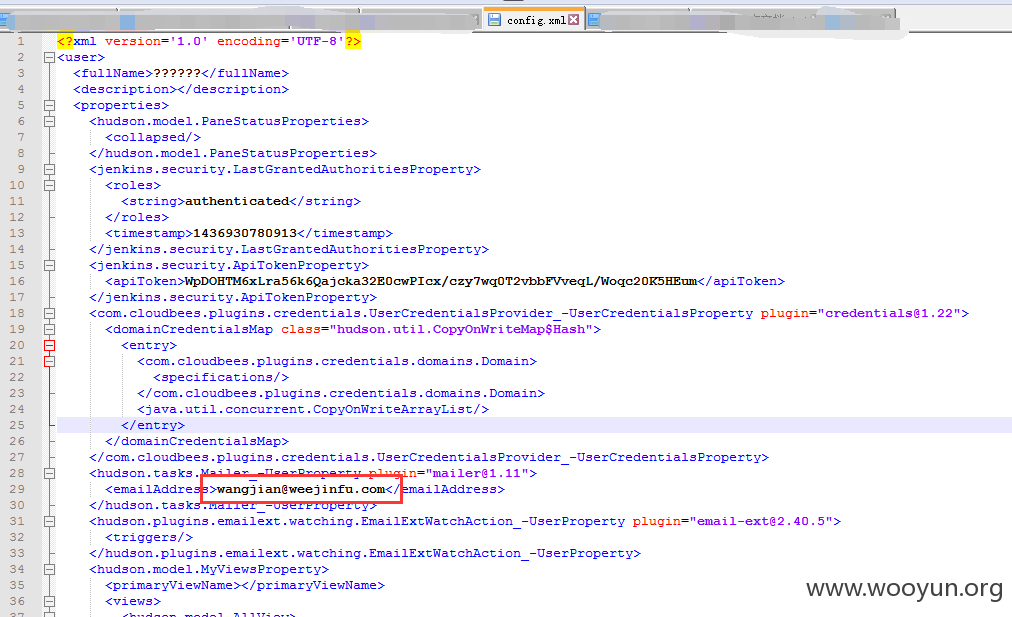 config.xml
1 <?xml version='1.0' encoding='UTF-8'?>
2 <user>
3 <fullName>??????</fullName>
4 <description></description>
5 <properties>
6 <hudson.model.PaneStatusProperties>
7 <collapsed/>
8 </hudson.model.PaneStatusProperties>
9 <jenkins.security.LastGrantedAuthoritiesProperty>
10 <roles>
11 <string>authenticated</string>
12 </roles>
13 <timestamp>1436930780913</timestamp>
14 </jenkins.security.LastGrantedAuthoritiesProperty>
15 <jenkins.security.ApiTokenProperty>
16 <apiToken>WpDOHTM6xLra56k6Qajcka32E0cwPIcx/czy7wq0T2vbbFVveqL/Woqc20K5HEum</apiToken>
17 </jenkins.security.ApiTokenProperty>
18 <com.cloudbees.plugins.credentials.UserCredentialsProvider_-UserCredentialsProperty plugin="credentials@1.22">
19 <domainCredentialsMap class="hudson.util.CopyOnWriteMap$Hash">
20 <entry>
21 <com.cloudbees.plugins.credentials.domains.Domain>
22 <specifications/>
23 </com.cloudbees.plugins.credentials.domains.Domain>
24 <java.util.concurrent.CopyOnWriteArrayList/>
25 </entry>
26 </domainCredentialsMap>
27 </com.cloudbees.plugins.credentials.UserCredentialsProvider_-UserCredentialsProperty>
28 <hudson.tasks.Mailer_-UserProperty plugin="mailer@1.11">
29 <emailAddress>wangjian@weejinfu.com</emailAddress>
30 </hudson.tasks.Mailer_-UserProperty>
31 <hudson.plugins.emailext.watching.EmailExtWatchAction_-UserProperty plugin="email-ext@2.40.5">
32 <triggers/>
33 </hudson.plugins.emailext.watching.EmailExtWatchAction_-UserProperty>
34 <hudson.model.MyViewsProperty>
35 <primaryViewName></primaryViewName>
36 <views>
37 <hudson.model.AllView>
www.wooyun.org